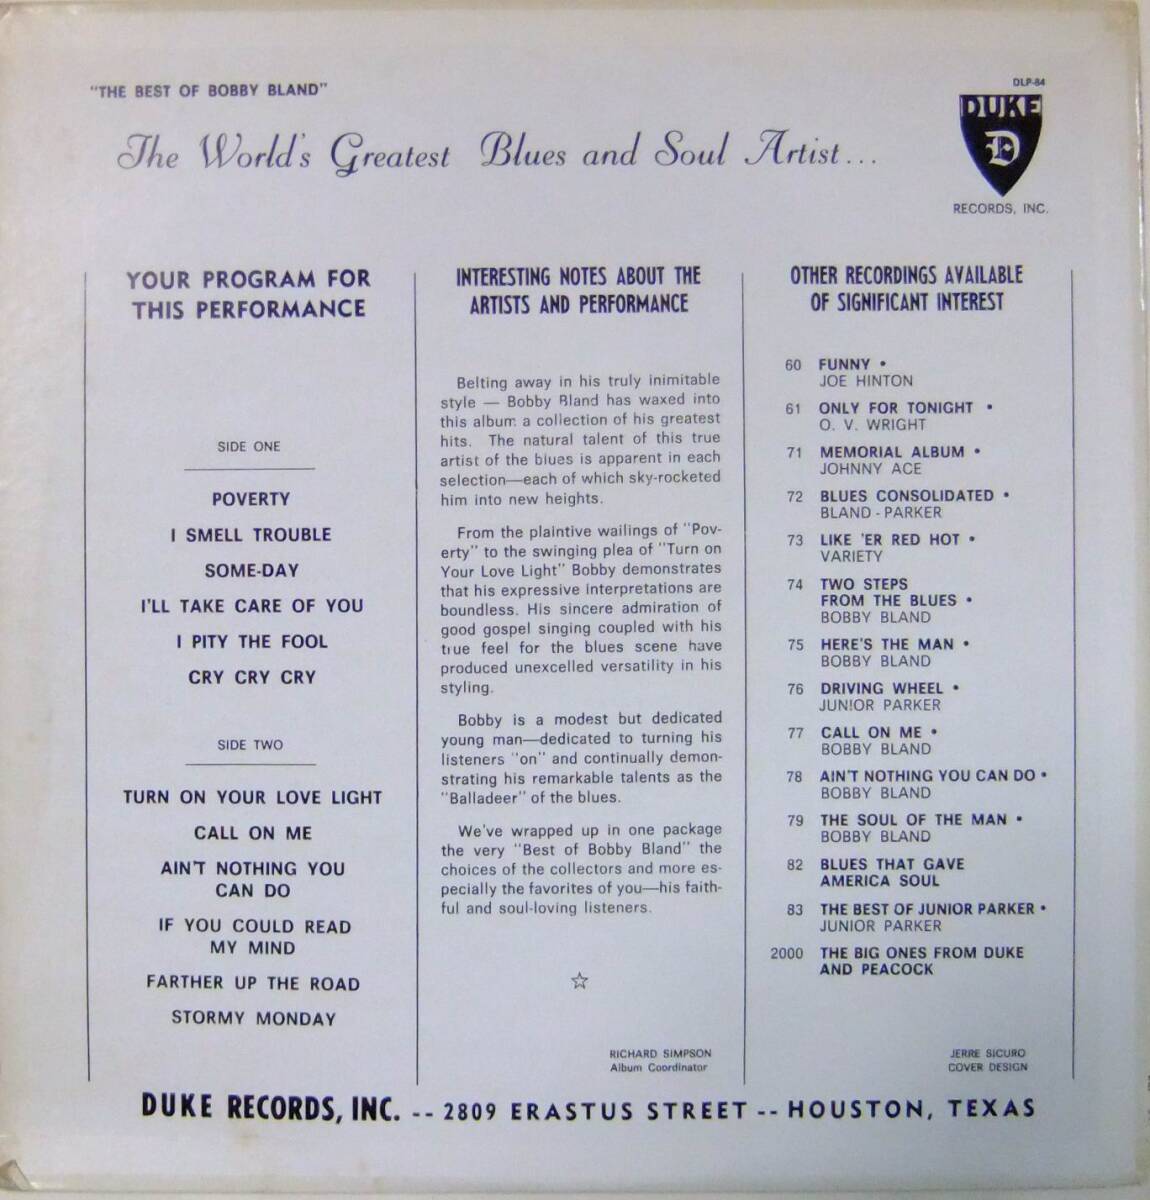 "THE BEST OF BOBBY BLAND"
The World's Greatest Blues and Soul Artist...
DLP-84
DUKE
D
RECORDS, INC.
YOUR PROGRAM FOR
THIS PERFORMANCE
SIDE ONE
POVERTY
I SMELL TROUBLE
SOME-DAY
I'LL TAKE CARE OF YOU
I PITY THE FOOL
CRY CRY CRY
SIDE TWO
TURN ON YOUR LOVE LIGHT
CALL ON ME
AIN'T NOTHING YOU
CAN DO
IF YOU COULD READ
MY MIND
FARTHER UP THE ROAD
STORMY MONDAY
INTERESTING NOTES ABOUT THE
ARTISTS AND PERFORMANCE
Belting away in his truly inimitable
style — Bobby Bland has waxed into
this album a collection of his greatest
hits. The natural talent of this true
artist of the blues is apparent in each
selection—each of which sky-rocketed
him into new heights.
From the plaintive wailings of "Pov-
erty" to the swinging plea of "Turn on
Your Love Light" Bobby demonstrates
that his expressive interpretations are
boundless. His sincere admiration of
good gospel singing coupled with his
true feel for the blues scene have
produced unexcelled versatility in his
styling.
Bobby is a modest but dedicated
young man—dedicated to turning his
listeners "on" and continually demon-
strating his remarkable talents as the
"Balladeer" of the blues.
We've wrapped up in one package
the very "Best of Bobby Bland" the
choices of the collectors and more es-
pecially the favorites of you—his faith-
ful and soul-loving listeners.
☆
RICHARD SIMPSON
Album Coordinator
OTHER RECORDINGS AVAILABLE
OF SIGNIFICANT INTEREST
60 FUNNY •
JOE HINTON
61 ONLY FOR TONIGHT •
O. V. WRIGHT
71 MEMORIAL ALBUM •
JOHNNY ACE
72 BLUES CONSOLIDATED •
BLAND - PARKER
73 LIKE 'ER RED HOT •
VARIETY
74 TWO STEPS
FROM THE BLUES •
BOBBY BLAND
75 HERE'S THE MAN •
BOBBY BLAND
76 DRIVING WHEEL •
JUNIOR PARKER
77 CALL ON ME •
BOBBY BLAND
78 AIN'T NOTHING YOU CAN DO •
BOBBY BLAND
79 THE SOUL OF THE MAN •
BOBBY BLAND
82 BLUES THAT GAVE
AMERICA SOUL
83 THE BEST OF JUNIOR PARKER •
JUNIOR PARKER
2000 THE BIG ONES FROM DUKE
AND PEACOCK
JERRE SICURO
COVER DESIGN
DUKE RECORDS, INC. -- 2809 ERASTUS STREET -- HOUSTON, TEXAS